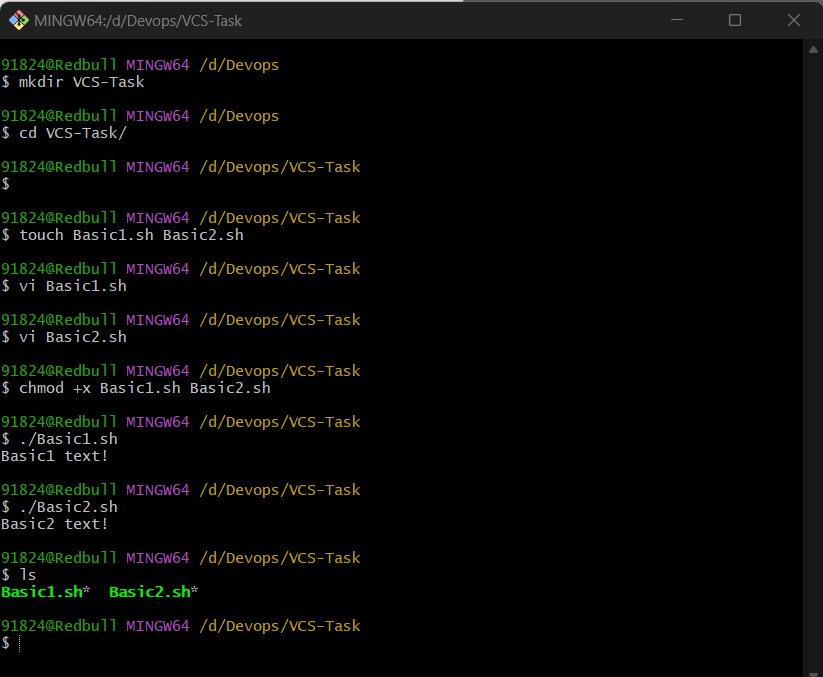 MINGW64:/d/Devops/VCS-Task
91824@Redbull MINGW64 /d/Devops
$ mkdir VCS-Task
91824@Redbull MINGW64 /d/Devops
$ cd VCS-Task/
91824@Redbull MINGW64 /d/Devops/VCS-Task
$
91824@Redbull MINGW64 /d/Devops/VCS-Task
$ touch Basic1.sh Basic2.sh
91824@Redbull MINGW64 /d/Devops/VCS-Task
$ vi Basic1.sh
91824@Redbull MINGW64 /d/Devops/VCS-Task
$ vi Basic2.sh
91824@Redbull MINGW64 /d/Devops/VCS-Task
$ chmod +x Basic1.sh Basic2.sh
91824@Redbull MINGW64 /d/Devops/VCS-Task
$ ./Basic1.sh
Basic1 text!
91824@Redbull MINGW64 /d/Devops/VCS-Task
$ ./Basic2.sh
Basic2 text!
91824@Redbull MINGW64 /d/Devops/VCS-Task
$ ls
Basic1.sh*  Basic2.sh*
91824@Redbull MINGW64 /d/Devops/VCS-Task
$